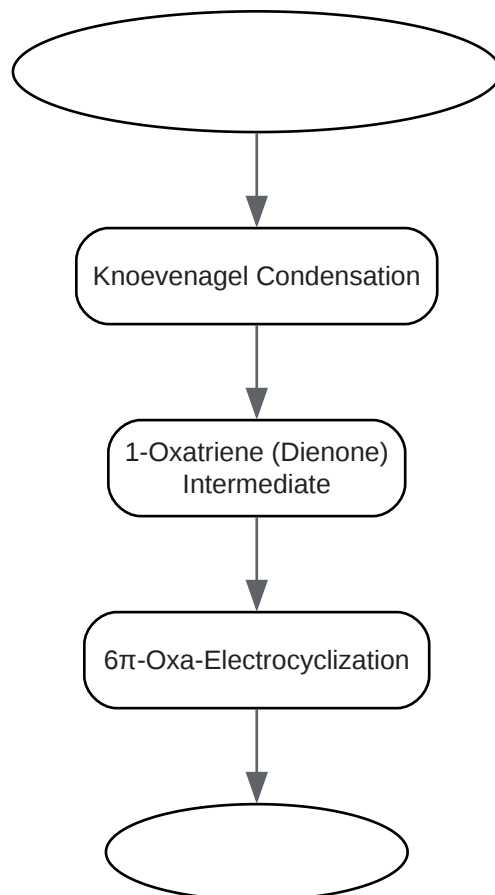 Knoevenagel Condensation
1-Oxatriene (Dienone)
Intermediate
6π-Oxa-Electrocyclization